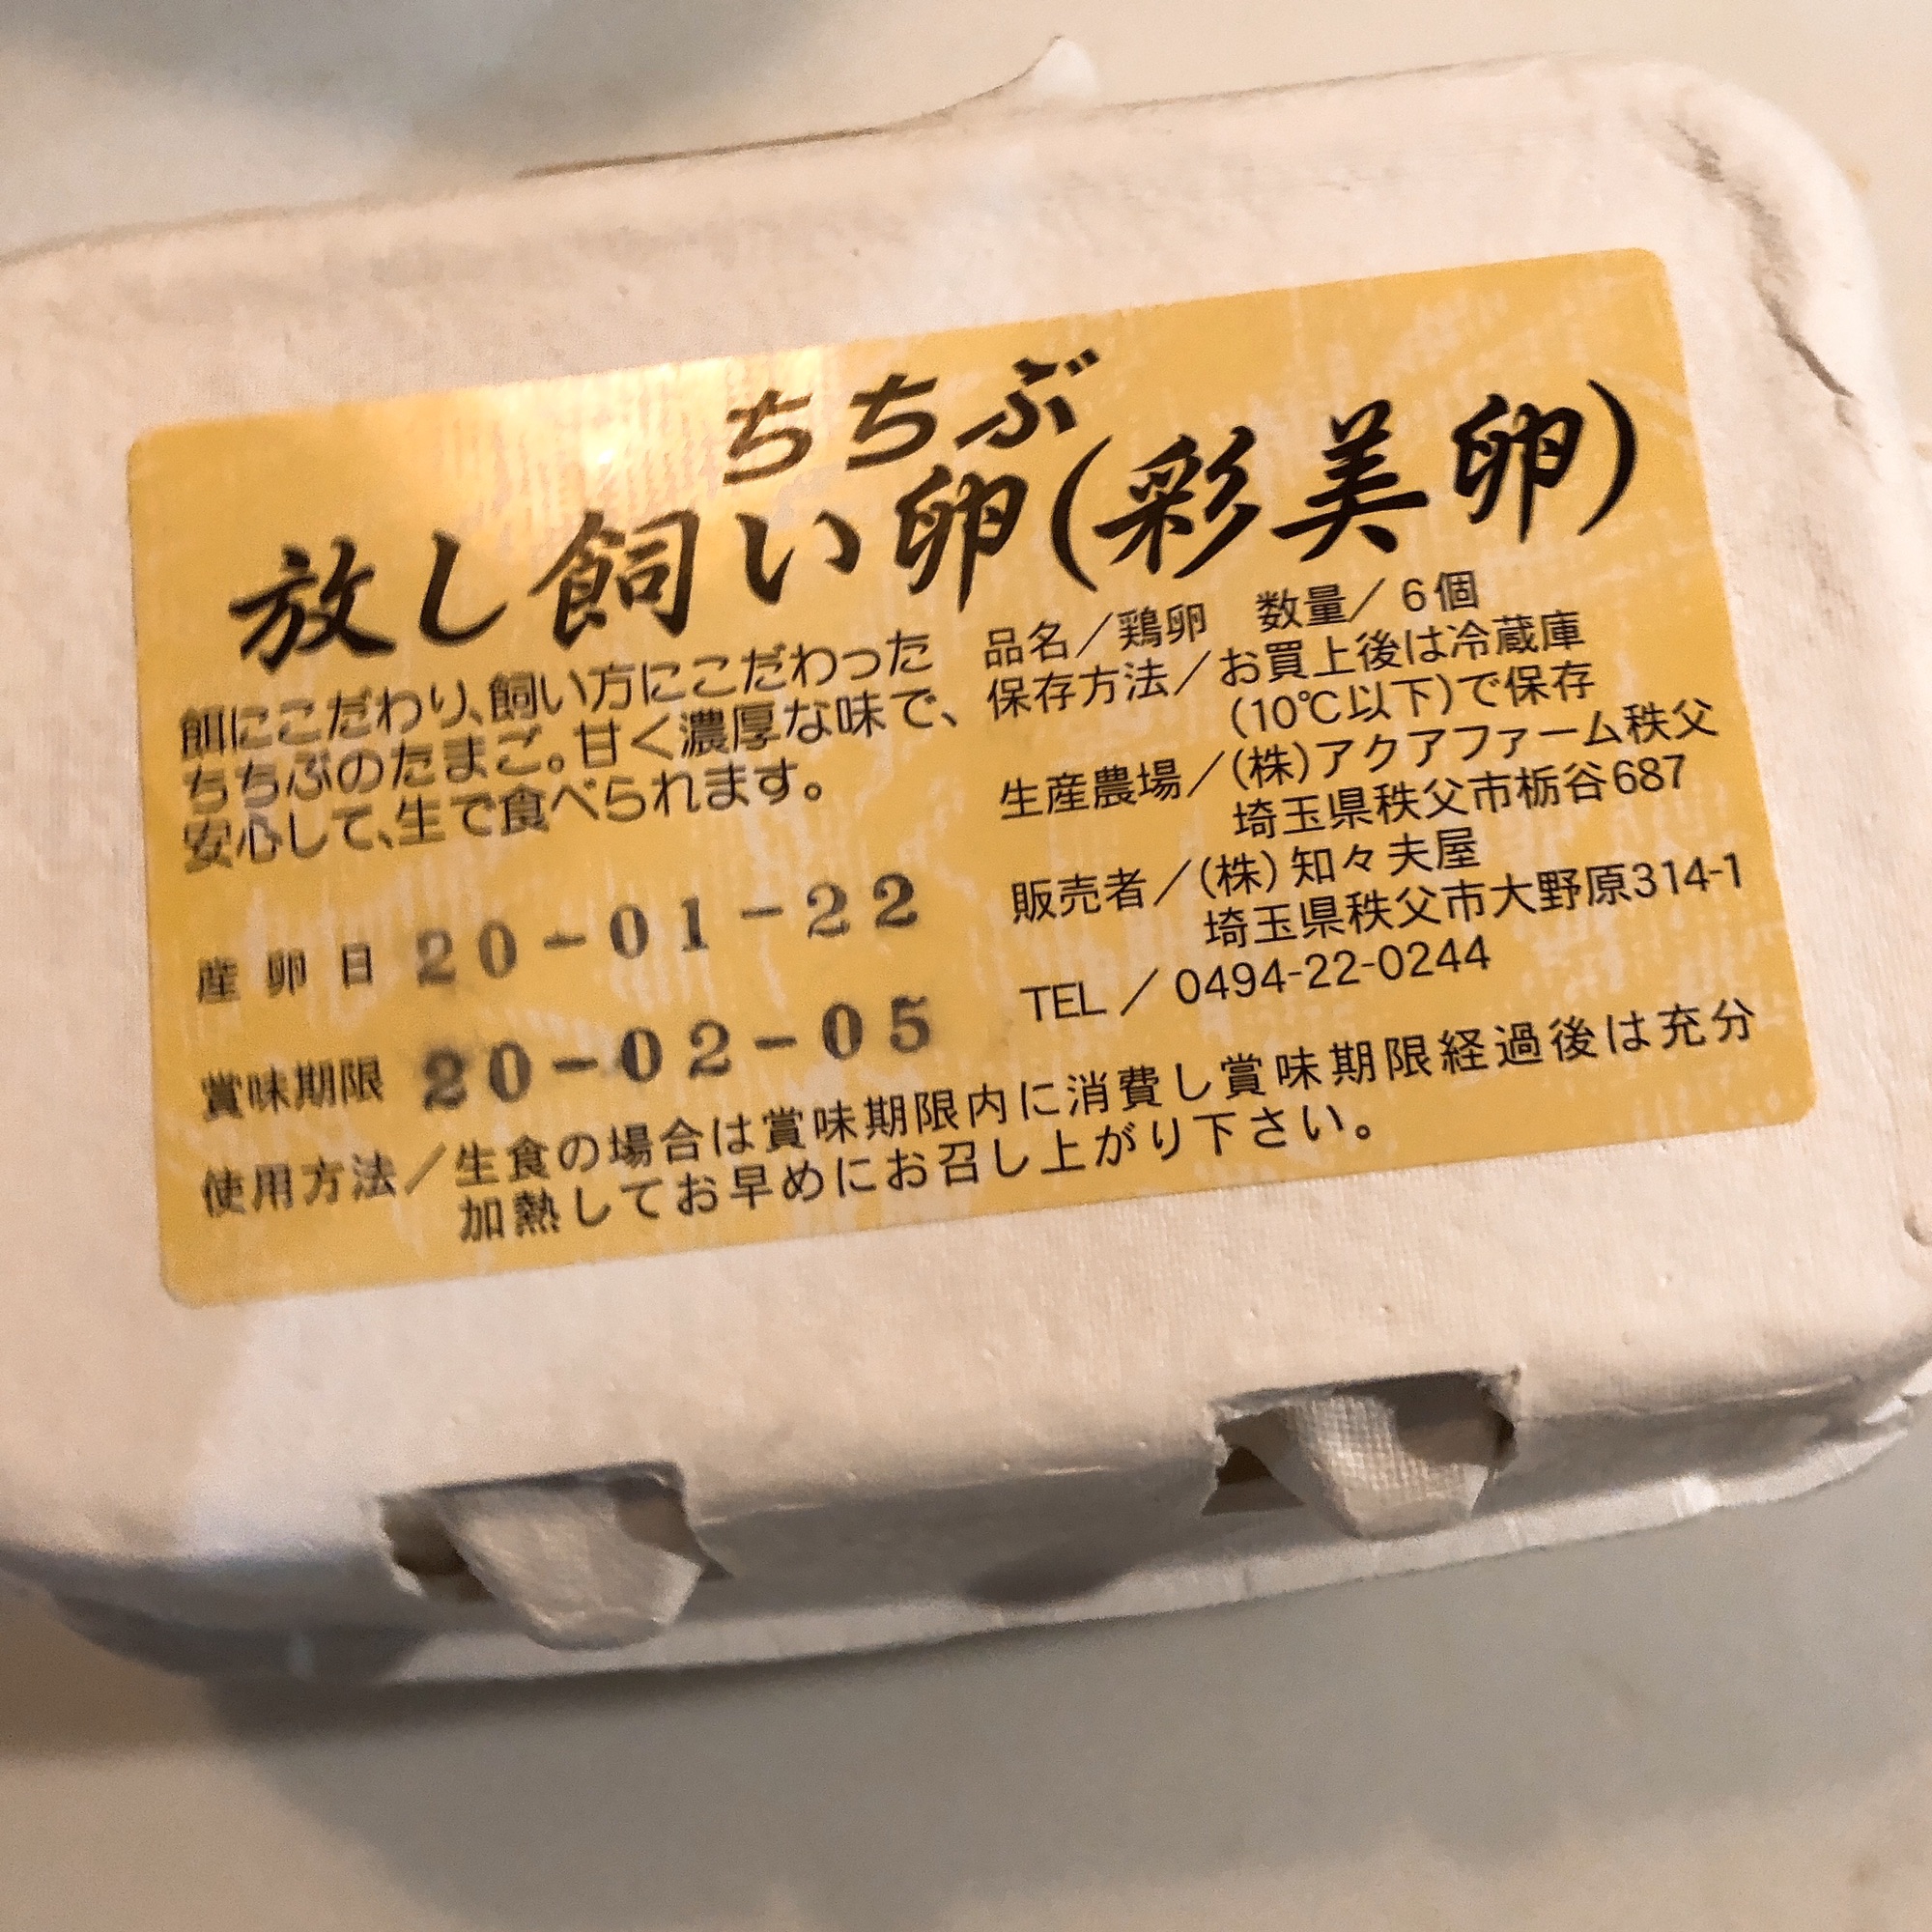 ちちぶ
放し飼い卵(彩美卵)
餌にこだわり、飼い方にこだわった
ちちぶのたまご。甘く濃厚な味で、
安心して、生で食べられます。
産卵日 20-01-22
賞味期限 20-02-05
品名／鶏卵 数量／6個
保存方法／お買上後は冷蔵庫
(10℃以下)で保存
生産農場／(株)アクアファーム秩父
埼玉県秩父市栃谷687
販売者／(株)知々夫屋
埼玉県秩父市大野原314-1
TEL／0494-22-0244
使用方法／生食の場合は賞味期限内に消費し賞味期限経過後は充分
加熱してお早めにお召し上がり下さい。